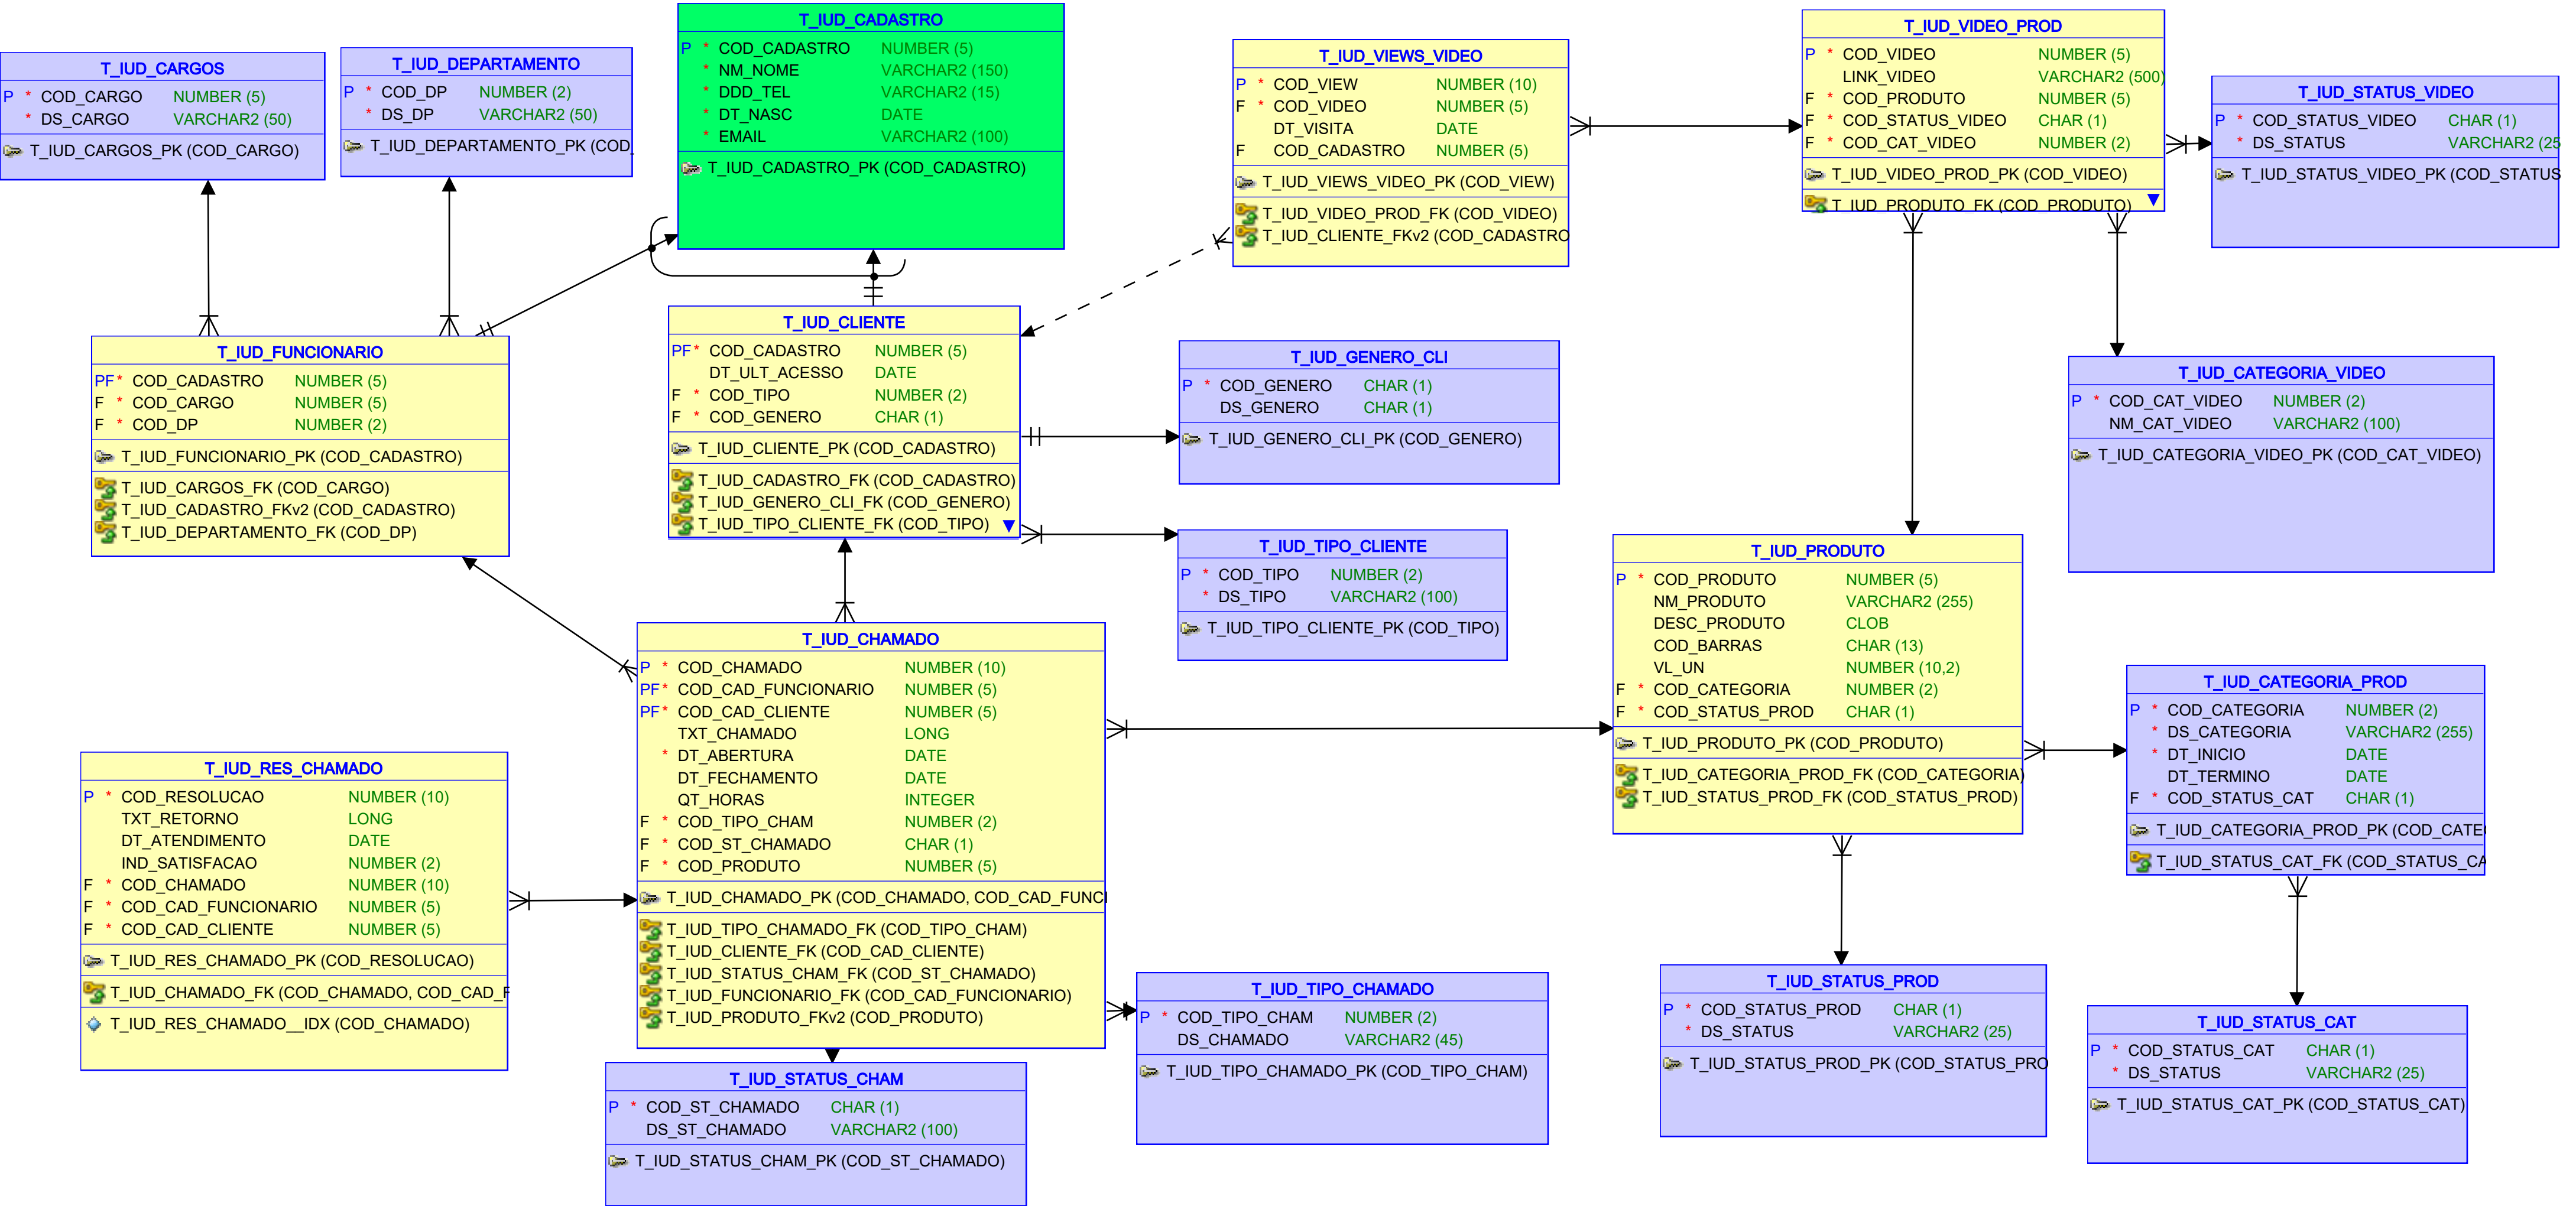 T_IUD_CARGOS
P * COD_CARGO NUMBER (5)
* DS_CARGO VARCHAR2 (50)
T_IUD_CARGOS_PK (COD_CARGO)
T_IUD_DEPARTAMENTO
P * COD_DP NUMBER (2)
* DS_DP VARCHAR2 (50)
T_IUD_DEPARTAMENTO_PK (COD_
T_IUD_CADASTRO
P * COD_CADASTRO NUMBER (5)
* NM_NOME VARCHAR2 (150)
* DDD_TEL VARCHAR2 (15)
* DT_NASC DATE
* EMAIL VARCHAR2 (100)
T_IUD_CADASTRO_PK (COD_CADASTRO)
T_IUD_VIEWS_VIDEO
P * COD_VIEW NUMBER (10)
F * COD_VIDEO NUMBER (5)
DT_VISITA DATE
F COD_CADASTRO NUMBER (5)
T_IUD_VIEWS_VIDEO_PK (COD_VIEW)
T_IUD_VIDEO_PROD_FK (COD_VIDEO)
T_IUD_CLIENTE_FKv2 (COD_CADASTRO
T_IUD_VIDEO_PROD
P * COD_VIDEO NUMBER (5)
LINK_VIDEO VARCHAR2 (500)
F * COD_PRODUTO NUMBER (5)
F * COD_STATUS_VIDEO CHAR (1)
F * COD_CAT_VIDEO NUMBER (2)
T_IUD_VIDEO_PROD_PK (COD_VIDEO)
T_IUD_PRODUTO_FK (COD_PRODUTO)
T_IUD_STATUS_VIDEO
P * COD_STATUS_VIDEO CHAR (1)
* DS_STATUS VARCHAR2 (25
T_IUD_STATUS_VIDEO_PK (COD_STATUS
T_IUD_FUNCIONARIO
PF * COD_CADASTRO NUMBER (5)
F * COD_CARGO NUMBER (5)
F * COD_DP NUMBER (2)
T_IUD_FUNCIONARIO_PK (COD_CADASTRO)
T_IUD_CARGOS_FK (COD_CARGO)
T_IUD_CADASTRO_FKv2 (COD_CADASTRO)
T_IUD_DEPARTAMENTO_FK (COD_DP)
T_IUD_CLIENTE
PF * COD_CADASTRO NUMBER (5)
DT_ULT_ACESSO DATE
F * COD_TIPO NUMBER (2)
F * COD_GENERO CHAR (1)
T_IUD_CLIENTE_PK (COD_CADASTRO)
T_IUD_CADASTRO_FK (COD_CADASTRO)
T_IUD_GENERO_CLI_FK (COD_GENERO)
T_IUD_TIPO_CLIENTE_FK (COD_TIPO)
T_IUD_GENERO_CLI
P * COD_GENERO CHAR (1)
DS_GENERO CHAR (1)
T_IUD_GENERO_CLI_PK (COD_GENERO)
T_IUD_CATEGORIA_VIDEO
P * COD_CAT_VIDEO NUMBER (2)
NM_CAT_VIDEO VARCHAR2 (100)
T_IUD_CATEGORIA_VIDEO_PK (COD_CAT_VIDEO)
T_IUD_TIPO_CLIENTE
P * COD_TIPO NUMBER (2)
* DS_TIPO VARCHAR2 (100)
T_IUD_TIPO_CLIENTE_PK (COD_TIPO)
T_IUD_PRODUTO
P * COD_PRODUTO NUMBER (5)
NM_PRODUTO VARCHAR2 (255)
DESC_PRODUTO CLOB
COD_BARRAS CHAR (13)
VL_UN NUMBER (10,2)
F * COD_CATEGORIA NUMBER (2)
F * COD_STATUS_PROD CHAR (1)
T_IUD_PRODUTO_PK (COD_PRODUTO)
T_IUD_CATEGORIA_PROD_FK (COD_CATEGORIA)
T_IUD_STATUS_PROD_FK (COD_STATUS_PROD)
T_IUD_CHAMADO
P * COD_CHAMADO NUMBER (10)
PF * COD_CAD_FUNCIONARIO NUMBER (5)
PF * COD_CAD_CLIENTE NUMBER (5)
TXT_CHAMADO LONG
* DT_ABERTURA DATE
DT_FECHAMENTO DATE
QT_HORAS INTEGER
F * COD_TIPO_CHAM NUMBER (2)
F * COD_ST_CHAMADO CHAR (1)
F * COD_PRODUTO NUMBER (5)
T_IUD_CHAMADO_PK (COD_CHAMADO, COD_CAD_FUNCI
T_IUD_TIPO_CHAMADO_FK (COD_TIPO_CHAM)
T_IUD_CLIENTE_FK (COD_CAD_CLIENTE)
T_IUD_STATUS_CHAM_FK (COD_ST_CHAMADO)
T_IUD_FUNCIONARIO_FK (COD_CAD_FUNCIONARIO)
T_IUD_PRODUTO_FKv2 (COD_PRODUTO)
T_IUD_CATEGORIA_PROD
P * COD_CATEGORIA NUMBER (2)
* DS_CATEGORIA VARCHAR2 (255)
* DT_INICIO DATE
DT_TERMINO DATE
F * COD_STATUS_CAT CHAR (1)
T_IUD_CATEGORIA_PROD_PK (COD_CATE
T_IUD_STATUS_CAT_FK (COD_STATUS_CA
T_IUD_RES_CHAMADO
P * COD_RESOLUCAO NUMBER (10)
TXT_RETORNO LONG
DT_ATENDIMENTO DATE
IND_SATISFACAO NUMBER (2)
F * COD_CHAMADO NUMBER (10)
F * COD_CAD_FUNCIONARIO NUMBER (5)
F * COD_CAD_CLIENTE NUMBER (5)
T_IUD_RES_CHAMADO_PK (COD_RESOLUCAO)
T_IUD_CHAMADO_FK (COD_CHAMADO, COD_CAD_F
T_IUD_RES_CHAMADO__IDX (COD_CHAMADO)
T_IUD_TIPO_CHAMADO
P * COD_TIPO_CHAM NUMBER (2)
DS_CHAMADO VARCHAR2 (45)
T_IUD_TIPO_CHAMADO_PK (COD_TIPO_CHAM)
T_IUD_STATUS_PROD
P * COD_STATUS_PROD CHAR (1)
* DS_STATUS VARCHAR2 (25)
T_IUD_STATUS_PROD_PK (COD_STATUS_PRO
T_IUD_STATUS_CAT
P * COD_STATUS_CAT CHAR (1)
* DS_STATUS VARCHAR2 (25)
T_IUD_STATUS_CAT_PK (COD_STATUS_CAT)
T_IUD_STATUS_CHAM
P * COD_ST_CHAMADO CHAR (1)
DS_ST_CHAMADO VARCHAR2 (100)
T_IUD_STATUS_CHAM_PK (COD_ST_CHAMADO)